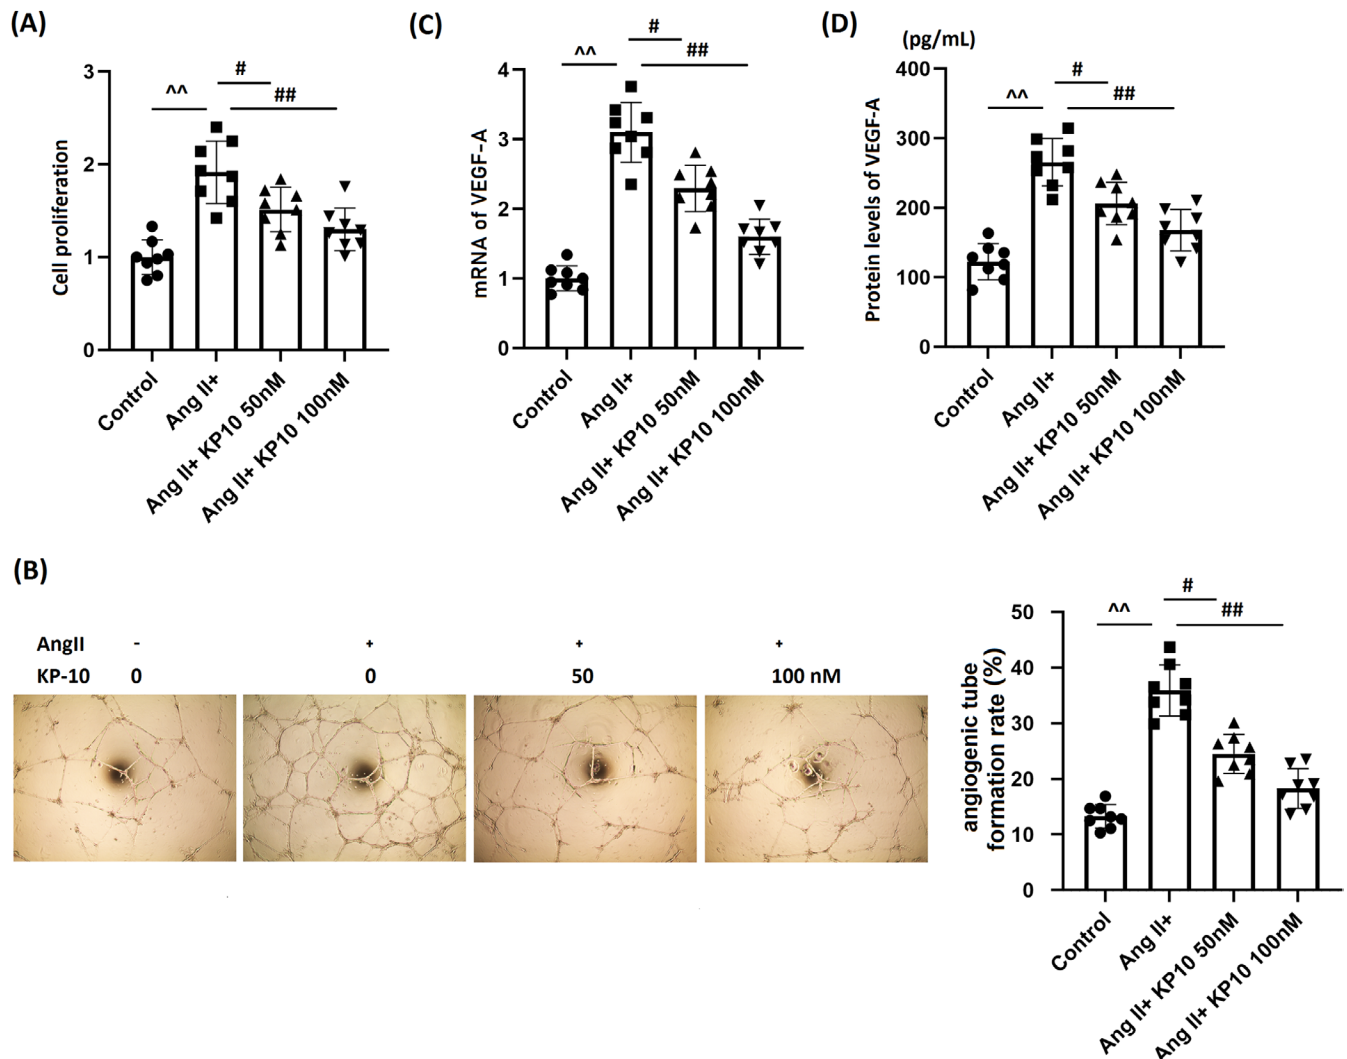 (A)
Cell proliferation
3
2
1
0
^^
#
##
Control
Ang II+
Ang II+ KP10 50nM
Ang II+ KP10 100nM
(C)
mRNA of VEGF-A
4
3
2
1
0
^^
#
##
Control
Ang II+
Ang II+ KP10 50nM
Ang II+ KP10 100nM
(D)
(pg/mL)
Protein levels of VEGF-A
400
300
200
100
0
^^
#
##
Control
Ang II+
Ang II+ KP10 50nM
Ang II+ KP10 100nM
(B)
AngII - + + +
KP-10 0 0 50 100 nM
angiogenic tube
formation rate (%)
50
40
30
20
10
0
^^
#
##
Control
Ang II+
Ang II+ KP10 50nM
Ang II+ KP10 100nM